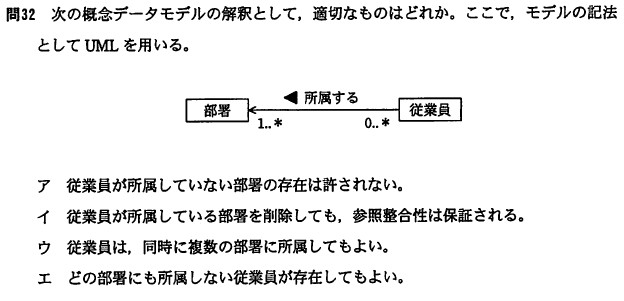 問32 次の概念データモデルの解釈として，適切なものはどれか。ここで，モデルの記法
として UML を用いる。
◀ 所属する
部署
従業員
1..*
0..*
ア 従業員が所属していない部署の存在は許されない。
イ 従業員が所属している部署を削除しても，参照整合性は保証される。
ウ 従業員は，同時に複数の部署に所属してもよい。
エ どの部署にも所属しない従業員が存在してもよい。